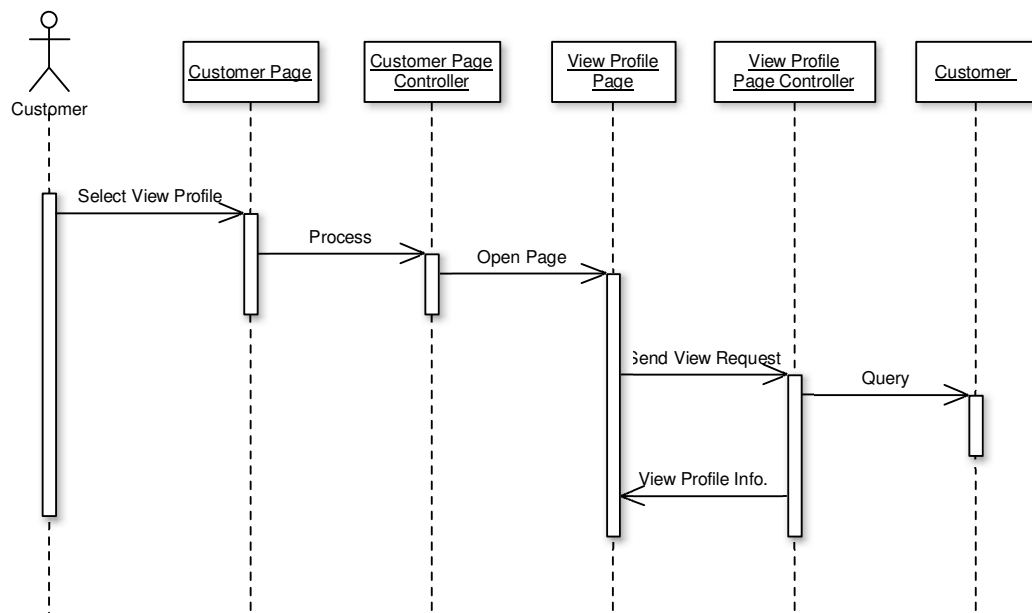 Customer Page
Customer Page
Controller
View Profile
Page
View Profile
Page Controller
Customer
Customer
Select View Profile
Process
Open Page
Send View Request
Query
View Profile Info.